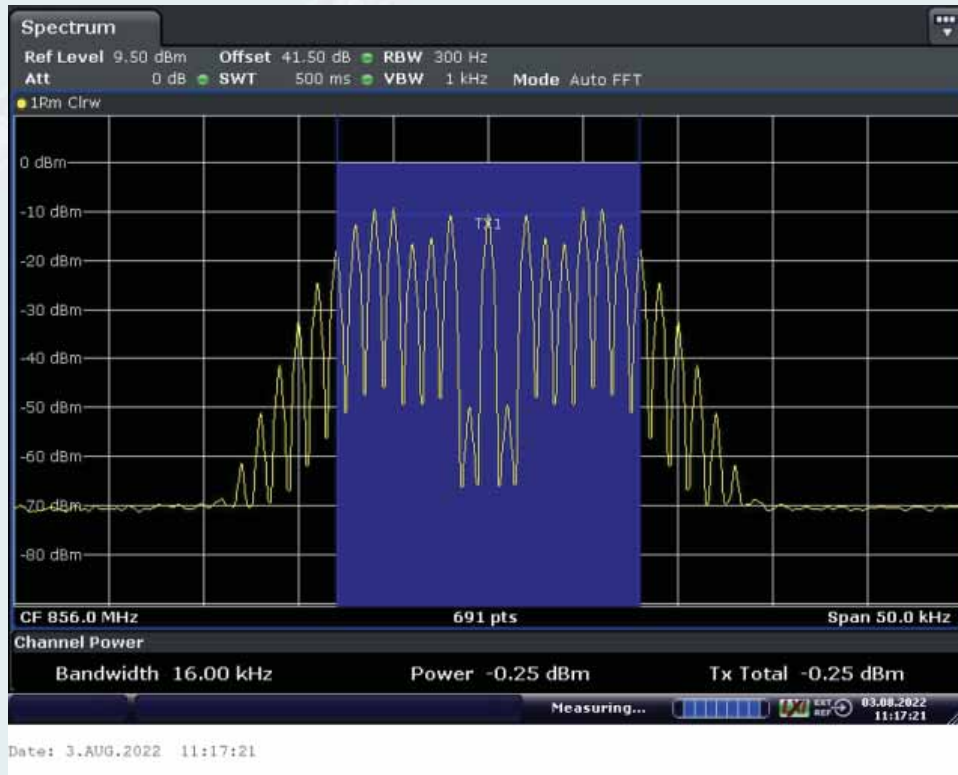 Spectrum
Ref Level 9.50 dBm Offset 41.50 dB RBW 300 Hz
Att 0 dB SWT 500 ms VBW 1 kHz Mode Auto FFT
1Rm Clrw
0 dBm
-10 dBm
TX1
-20 dBm
-30 dBm
-40 dBm
-50 dBm
-60 dBm
-70 dBm
-80 dBm
CF 856.0 MHz 691 pts Span 50.0 kHz
Channel Power
Bandwidth 16.00 kHz Power -0.25 dBm Tx Total -0.25 dBm
Measuring... LXI EXT REF 03.08.2022
11:17:21
Date: 3.AUG.2022 11:17:21